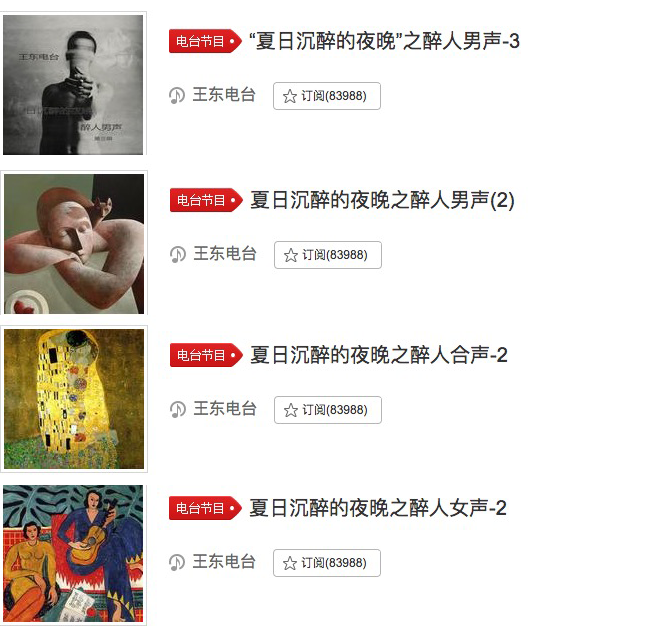 王东电台
醉人男声
电台节目 “夏日沉醉的夜晚”之醉人男声-3
王东电台 订阅(83988)
电台节目 夏日沉醉的夜晚之醉人男声(2)
王东电台 订阅(83988)
电台节目 夏日沉醉的夜晚之醉人合声-2
王东电台 订阅(83988)
电台节目 夏日沉醉的夜晚之醉人女声-2
王东电台 订阅(83988)